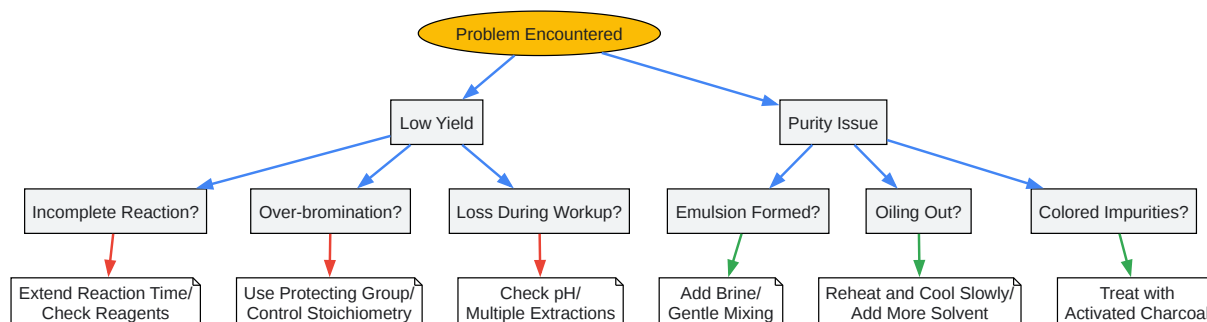 Problem Encountered
Low Yield
Purity Issue
Incomplete Reaction?
Over-bromination?
Loss During Workup?
Emulsion Formed?
Oiling Out?
Colored Impurities?
Extend Reaction Time/
Check Reagents
Use Protecting Group/
Control Stoichiometry
Check pH/
Multiple Extractions
Add Brine/
Gentle Mixing
Reheat and Cool Slowly/
Add More Solvent
Treat with
Activated Charcoal